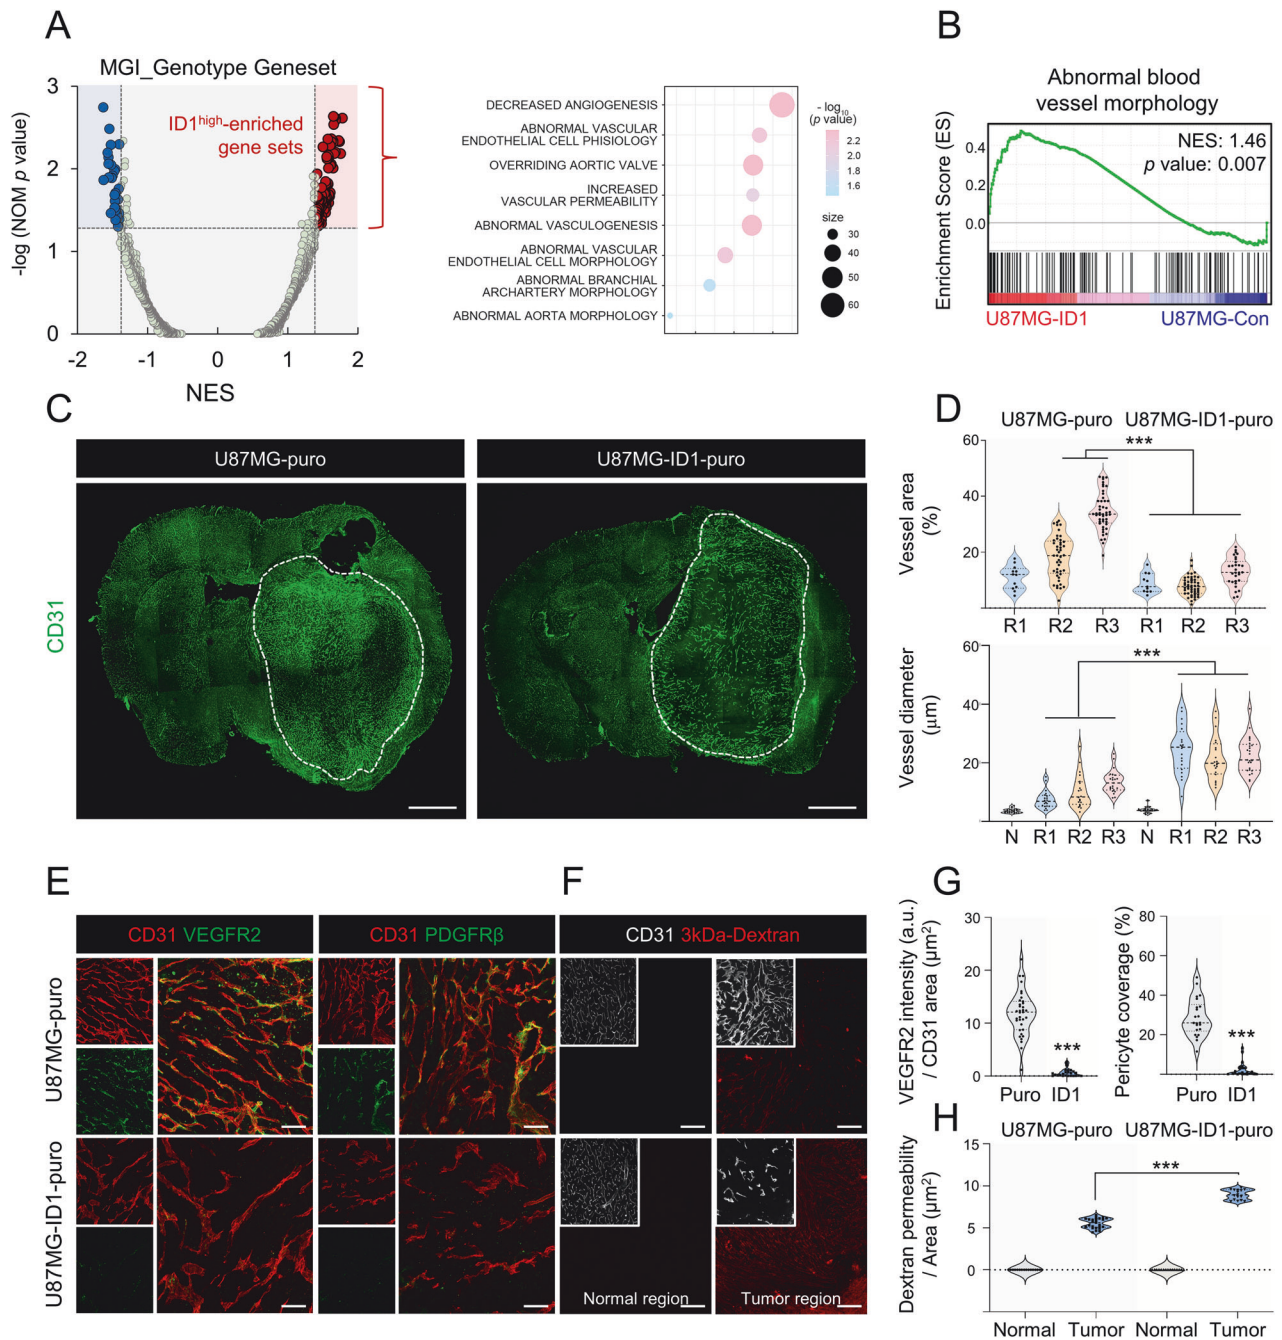 A
MGI_Genotype Geneset
3
2
1
0
-log (NOM p value)
ID1high-enriched
gene sets
-2
-1
0
1
2
NES
DECREASED ANGIOGENESIS
ABNORMAL VASCULAR
ENDOTHELIAL CELL PHISIOLOGY
OVERRIDING AORTIC VALVE
INCREASED
VASCULAR PERMEABILITY
ABNORMAL VASCULOGENESIS
ABNORMAL VASCULAR
ENDOTHELIAL CELL MORPHOLOGY
ABNORMAL BRANCHIAL
ARCHARTERY MORPHOLOGY
ABNORMAL AORTA MORPHOLOGY
- log10
(p value)
2.2
2.0
1.8
1.6
size
30
40
50
60
B
Abnormal blood
vessel morphology
Enrichment Score (ES)
0.4
0.2
0.0
NES: 1.46
p value: 0.007
U87MG-ID1
U87MG-Con
C
U87MG-puro
U87MG-ID1-puro
CD31
D
U87MG-puro
U87MG-ID1-puro
Vessel area
(%)
60
40
20
***
R1
R2
R3
R1
R2
R3
Vessel diameter
(μm)
60
40
20
***
N
R1
R2
R3
N
R1
R2
R3
E
CD31 VEGFR2
CD31 PDGFRβ
U87MG-puro
U87MG-ID1-puro
F
CD31 3kDa-Dextran
Normal region
Tumor region
G
VEGFR2 intensity (a.u.)
/ CD31 area (μm2)
30
20
10
0
***
Puro
ID1
Pericyte coverage (%)
80
60
40
20
***
Puro
ID1
H
U87MG-puro
U87MG-ID1-puro
Dextran permeability
/ Area (μm2)
15
10
5
0
***
Normal
Tumor
Normal
Tumor